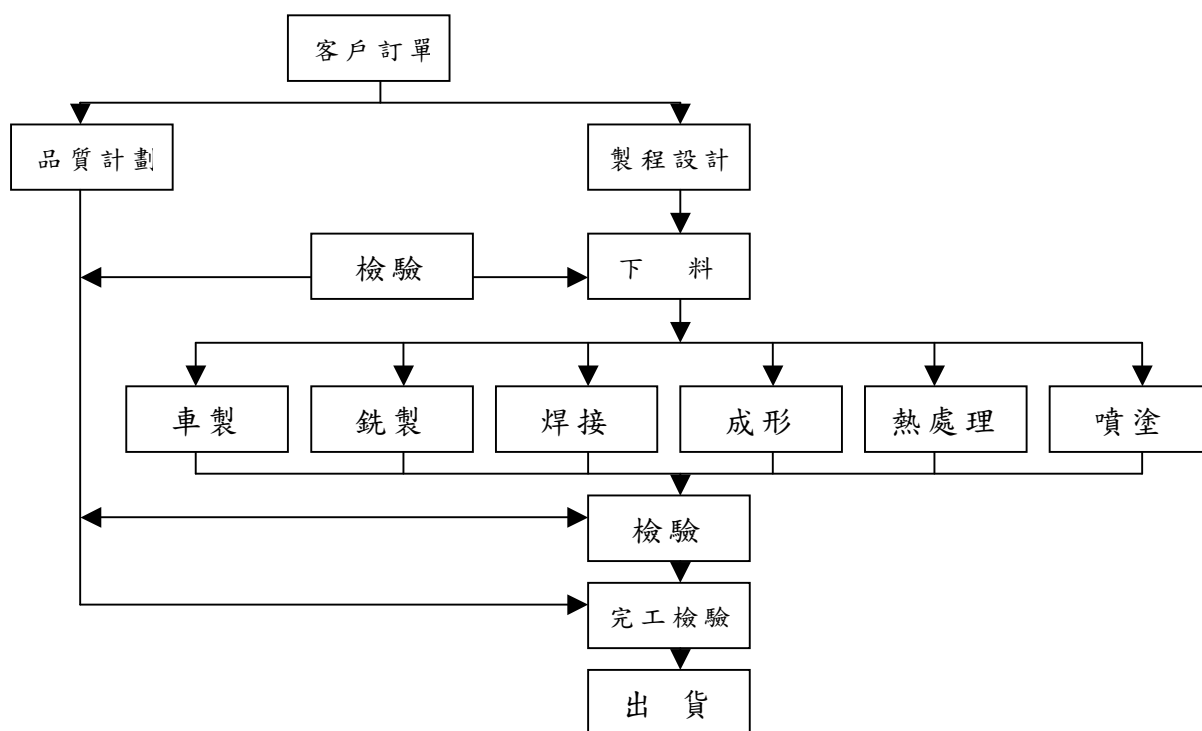 客戶訂單
品質計劃
製程設計
檢驗
下 料
車製
銑製
焊接
成形
熱處理
噴塗
檢驗
完工檢驗
出 貨